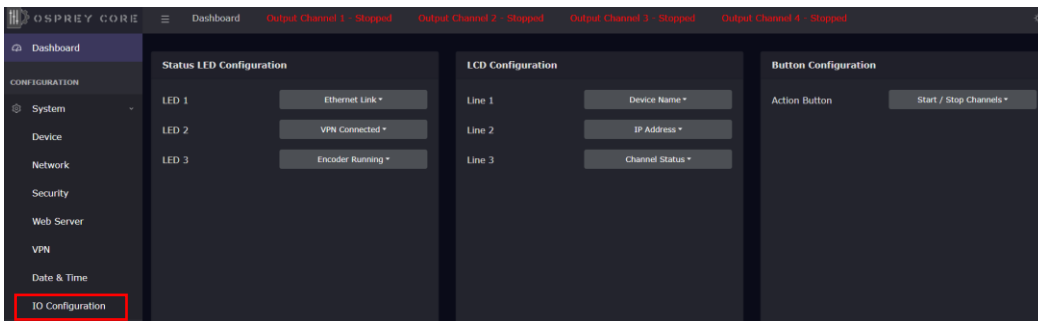 OSPREY CORE
Dashboard
Output Channel 1 - Stopped
Output Channel 2 - Stopped
Output Channel 3 - Stopped
Output Channel 4 - Stopped
Dashboard
CONFIGURATION
System
Device
Network
Security
Web Server
VPN
Date & Time
IO Configuration
Status LED Configuration
LED 1 Ethernet Link
LED 2 VPN Connected
LED 3 Encoder Running
LCD Configuration
Line 1 Device Name
Line 2 IP Address
Line 3 Channel Status
Button Configuration
Action Button Start / Stop Channels